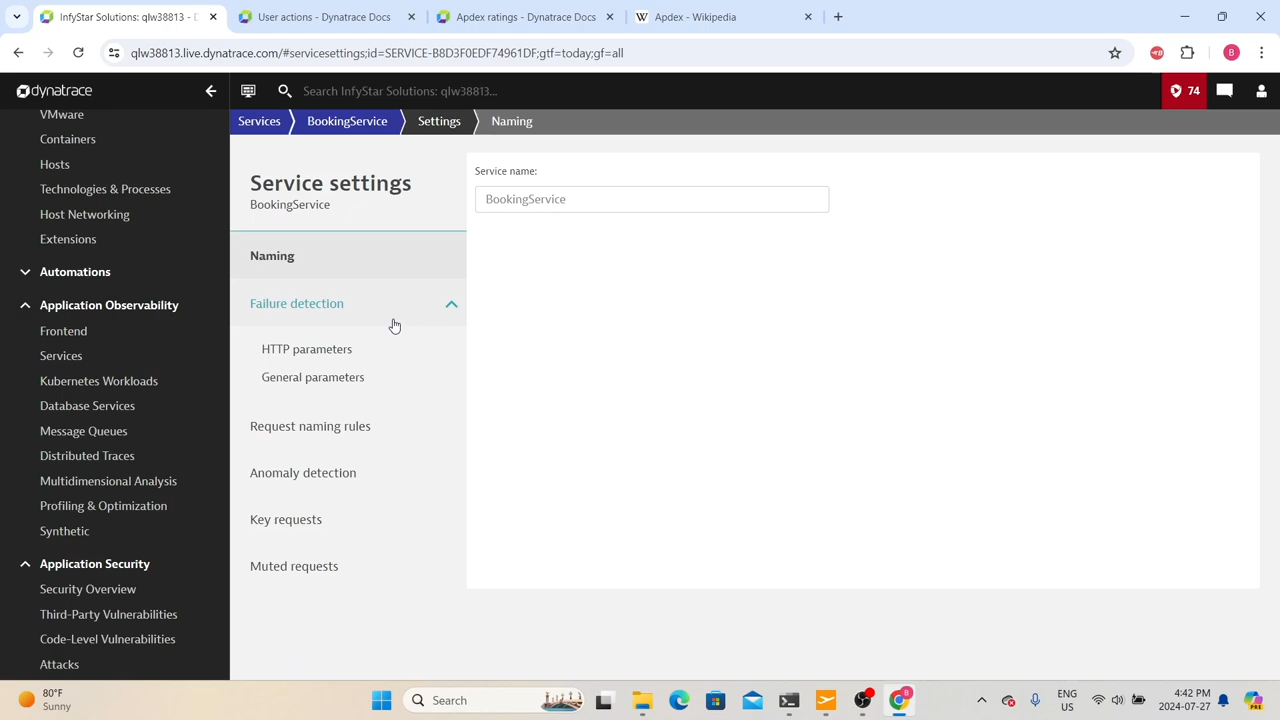 InfyStar Solutions: qlw38813 - D
User actions - Dynatrace Docs
Apdex ratings - Dynatrace Docs
W Apdex - Wikipedia
qlw38813.live.dynatrace.com/#servicesettings;id=SERVICE-B8D3F0EDF74961DF;gtf=today;gf=all
B
dynatrace
Search InfyStar Solutions: qlw38813...
74
VMware
Containers
Hosts
Technologies & Processes
Host Networking
Extensions
Automations
Application Observability
Frontend
Services
Kubernetes Workloads
Database Services
Message Queues
Distributed Traces
Multidimensional Analysis
Profiling & Optimization
Synthetic
Application Security
Security Overview
Third-Party Vulnerabilities
Code-Level Vulnerabilities
Attacks
Services
BookingService
Settings
Naming
Service settings
BookingService
Naming
Failure detection
HTTP parameters
General parameters
Request naming rules
Anomaly detection
Key requests
Muted requests
Service name:
BookingService
80°F
Sunny
Search
B
ENG
US
4:42 PM
2024-07-27
PRE